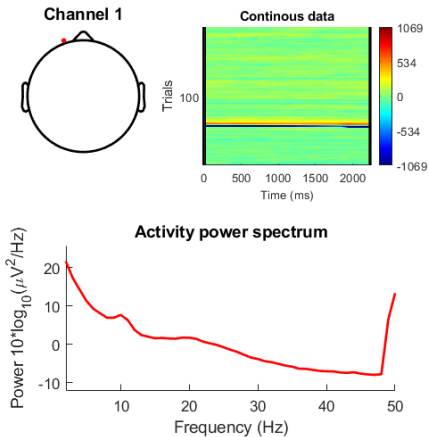 Channel 1
Continous data
Trials
100
0 500 1000 1500 2000
Time (ms)
1069
534
0
-534
-1069
Activity power spectrum
Power 10*log10(μV²/Hz)
20
10
0
-10
10 20 30 40 50
Frequency (Hz)